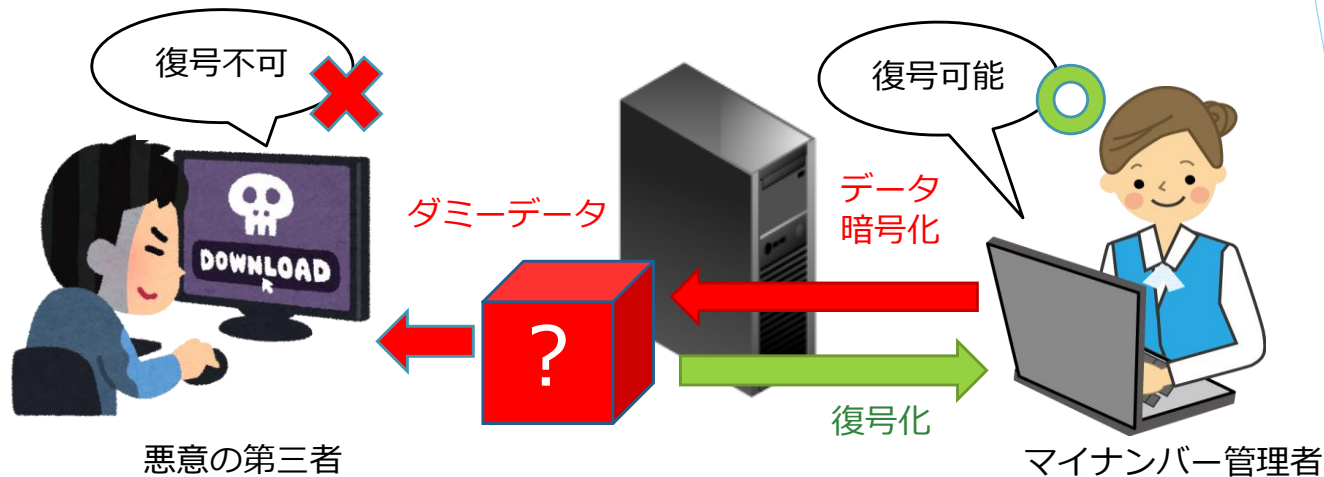 復号不可
復号可能
DOWNLOAD
ダミーデータ
データ
暗号化
?
復号化
悪意の第三者
マイナンバー管理者